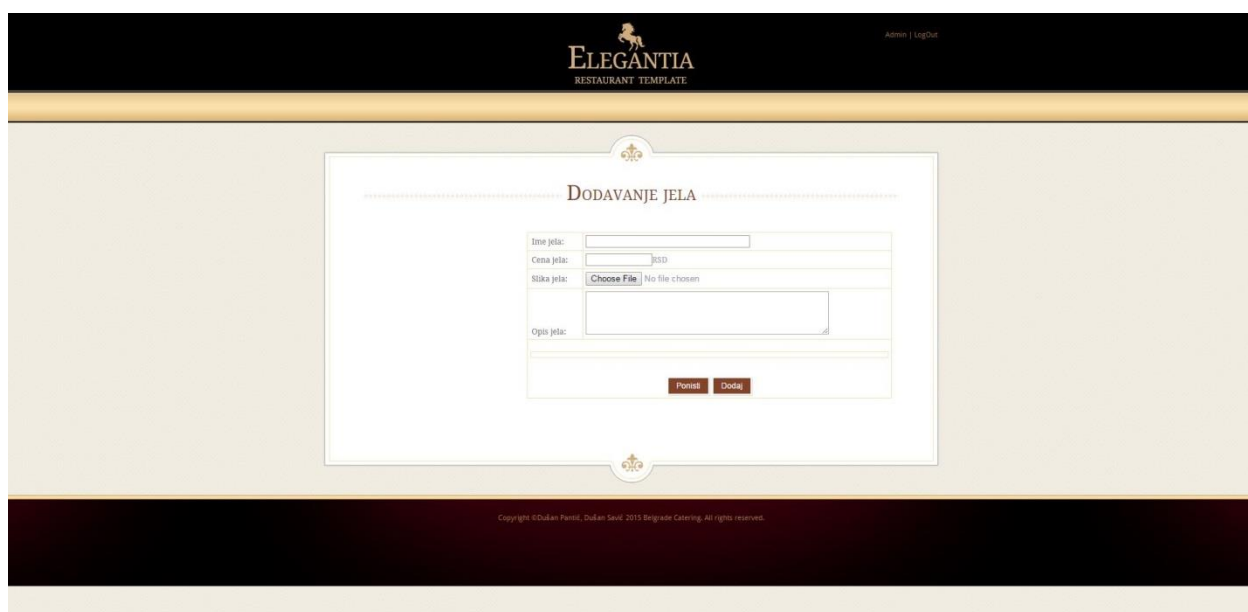 Admin | LogOut
ELEGANTIA
RESTAURANT TEMPLATE
DODAVANJE JELA
Ime jela:
Cena jela: RSD
Slika jela: Choose File No file chosen
Opis jela:
Ponisti Dodaj
Copyright ©Dušan Pantić, Dušan Savić 2015 Belgrade Catering. All rights reserved.